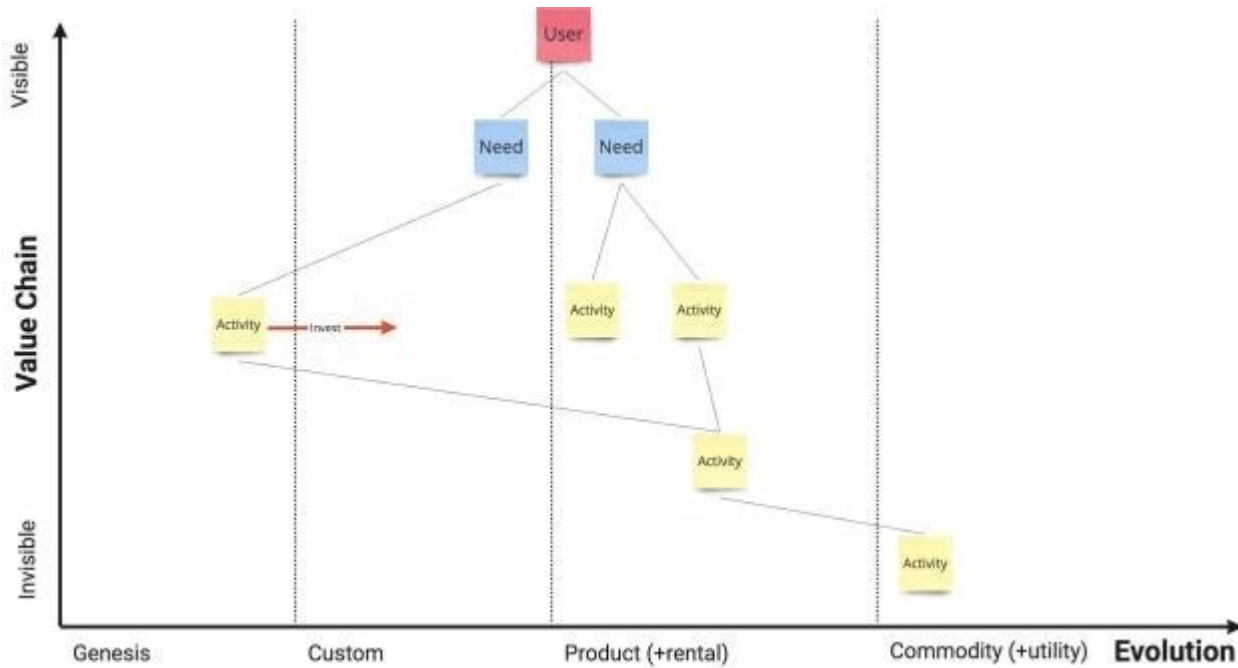 User
Visible
Need
Need
Value Chain
Activity
Invest
Activity
Activity
Activity
Invisible
Activity
Genesis
Custom
Product (+rental)
Commodity (+utility)
Evolution